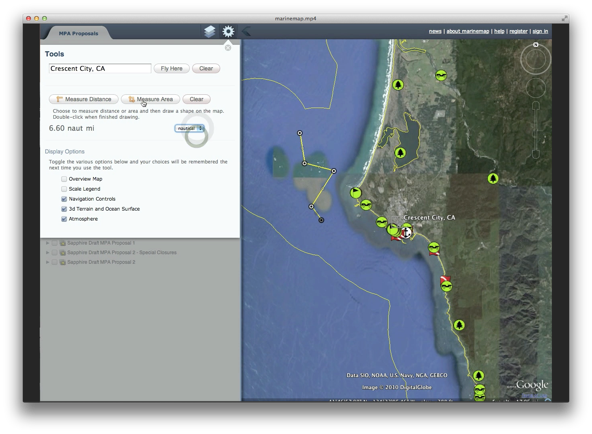 marinemap.mp4
MPA Proposals
news | about marinemap | help | register | sign in
Tools
Crescent City, CA
Fly Here
Clear
Measure Distance
Measure Area
Clear
Choose to measure distance or area and then draw a shape on the map.
Double-click when finished drawing.
6.60 naut mi
nautical
Display Options
Toggle the various options below and your choices will be remembered the
next time you use the tool.
Overview Map
Scale Legend
Navigation Controls
3d Terrain and Ocean Surface
Atmosphere
Sapphire Draft MPA Proposal 1
Sapphire Draft MPA Proposal 2 - Special Closures
Sapphire Draft MPA Proposal 2
Crescent City, CA
Data SIO, NOAA, U.S. Navy, NGA, GEBCO
Image © 2010 DigitalGlobe
Google